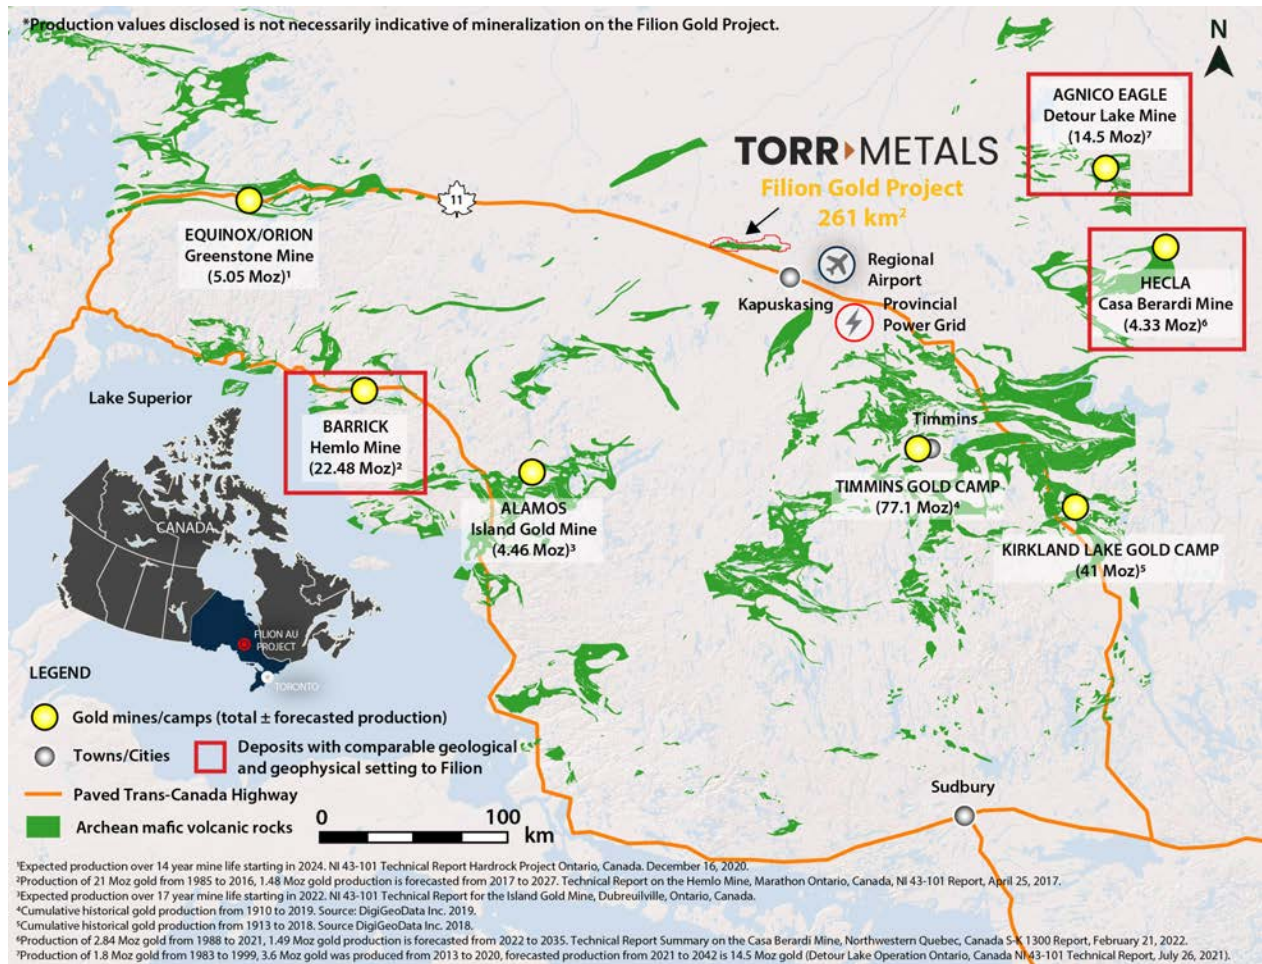 *Production values disclosed is not necessarily indicative of mineralization on the Filion Gold Project.
N
AGNICO EAGLE
Detour Lake Mine
(14.5 Moz)⁷
TORR METALS
Filion Gold Project
261 km²
11
EQUINOX/ORION
Greenstone Mine
(5.05 Moz)¹
Regional
Airport
Kapuskasing
Provincial
Power Grid
HECLA
Casa Berardi Mine
(4.33 Moz)⁶
Lake Superior
BARRICK
Hemlo Mine
(22.48 Moz)²
Timmins
TIMMINS GOLD CAMP
(77.1 Moz)⁴
ALAMOS
Island Gold Mine
(4.46 Moz)³
KIRKLAND LAKE GOLD CAMP
(41 Moz)⁵
CANADA
FILION AU
PROJECT
TORONTO
LEGEND
Gold mines/camps (total ± forecasted production)
Towns/Cities
Deposits with comparable geological
and geophysical setting to Filion
Paved Trans-Canada Highway
Archean mafic volcanic rocks
0 100
km
Sudbury
¹Expected production over 14 year mine life starting in 2024. NI 43-101 Technical Report Hardrock Project Ontario, Canada. December 16, 2020.
²Production of 21 Moz gold from 1985 to 2016, 1.48 Moz gold production is forecasted from 2017 to 2027. Technical Report on the Hemlo Mine, Marathon Ontario, Canada, NI 43-101 Report, April 25, 2017.
³Expected production over 17 year mine life starting in 2022. NI 43-101 Technical Report for the Island Gold Mine, Dubreuilville, Ontario, Canada.
⁴Cumulative historical gold production from 1910 to 2019. Source: DigiGeoData Inc. 2019.
⁵Cumulative historical gold production from 1913 to 2018. Source DigiGeoData Inc. 2018.
⁶Production of 2.84 Moz gold from 1988 to 2021, 1.49 Moz gold production is forecasted from 2022 to 2035. Technical Report Summary on the Casa Berardi Mine, Northwestern Quebec, Canada S-K 1300 Report, February 21, 2022.
⁷Production of 1.8 Moz gold from 1983 to 1999, 3.6 Moz gold was produced from 2013 to 2020, forecasted production from 2021 to 2042 is 14.5 Moz gold (Detour Lake Operation Ontario, Canada NI 43-101 Technical Report, July 26, 2021).